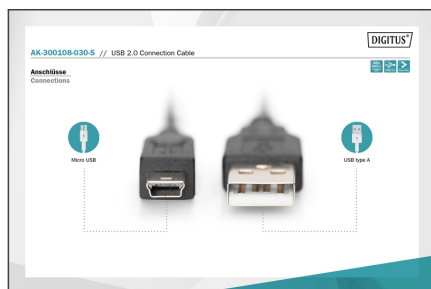 DIGITUS®
AK-300108-030-S // USB 2.0 Connection Cable
Anschlüsse
Connections
Micro USB
USB type A